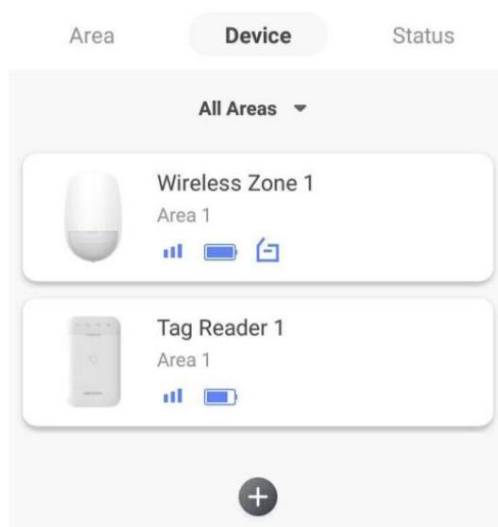 Area Device Status
All Areas
Wireless Zone 1
Area 1
Tag Reader 1
Area 1